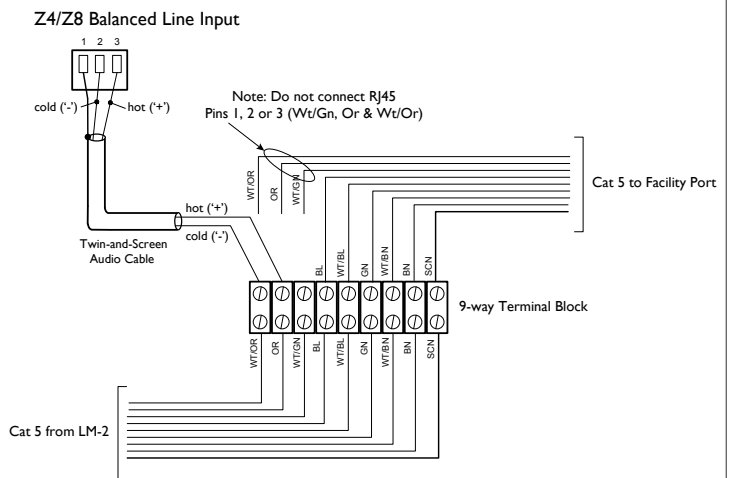 Z4/Z8 Balanced Line Input
1 2 3
cold (‘-’)
hot (‘+’)
Note: Do not connect RJ45
Pins 1, 2 or 3 (Wt/Gn, Or & Wt/Or)
Cat 5 to Facility Port
WT/OR
OR
WT/GN
hot (‘+’)
cold (‘-’)
Twin-and-Screen
Audio Cable
BL
WT/BL
GN
WT/BN
BN
SCN
9-way Terminal Block
WT/OR
OR
WT/GN
BL
WT/BL
GN
WT/BN
BN
SCN
Cat 5 from LM-2